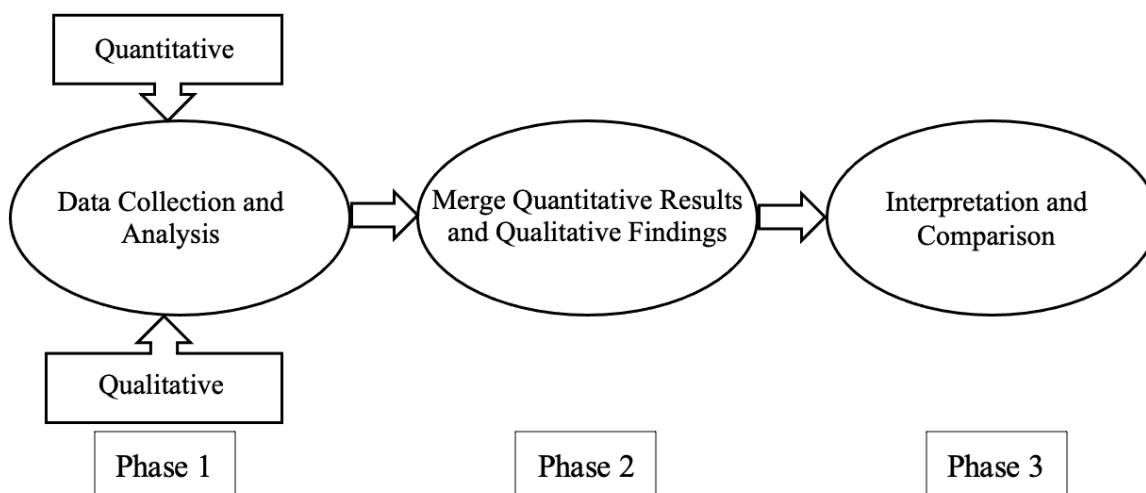 Quantitative
Data Collection and
Analysis
Merge Quantitative Results
and Qualitative Findings
Interpretation and
Comparison
Qualitative
Phase 1
Phase 2
Phase 3